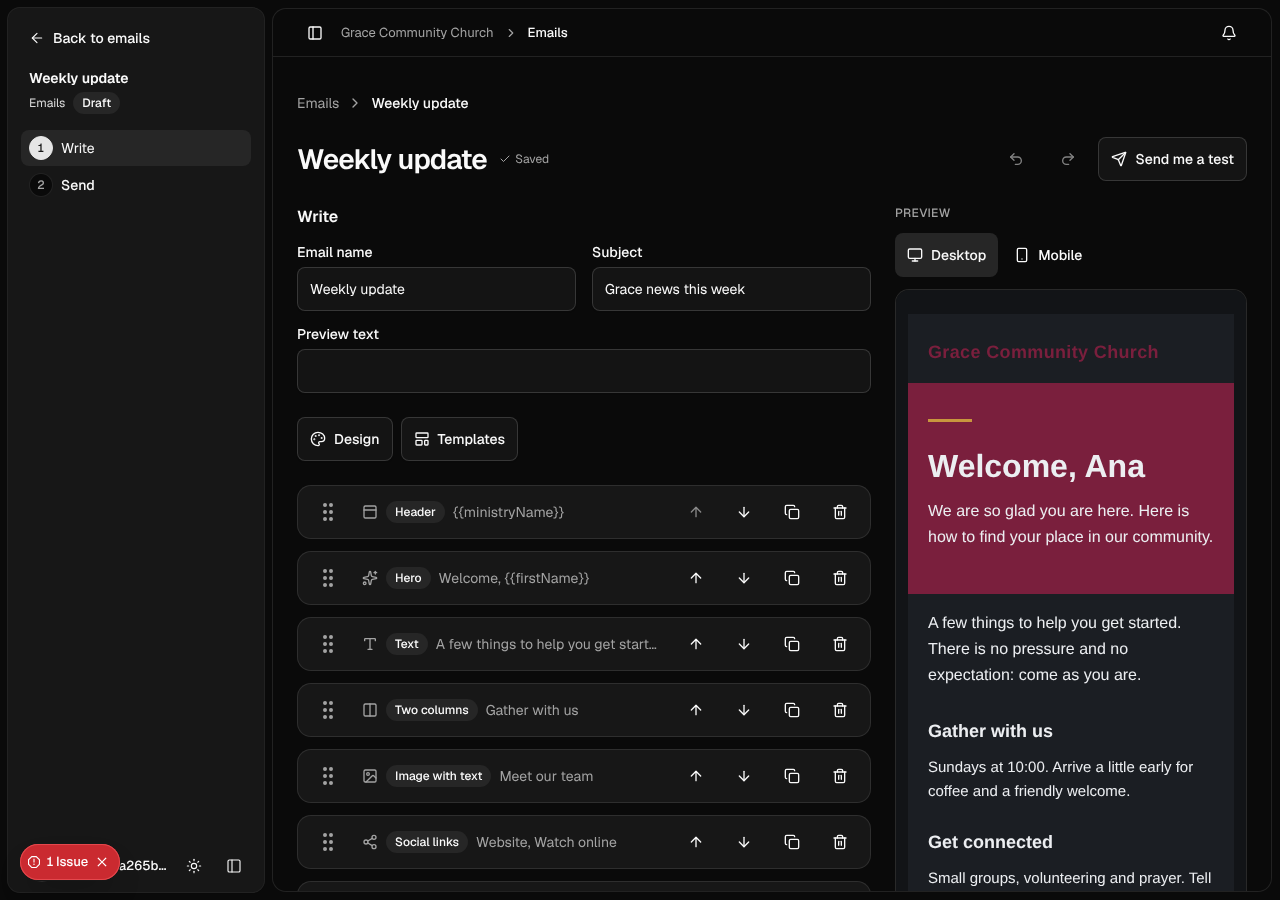 Back to emails
Weekly update
Emails Draft
1 Write
2 Send
1 Issue
a265b...
Grace Community Church > Emails
Emails > Weekly update
Weekly update Saved
Send me a test
Write
Email name
Weekly update
Subject
Grace news this week
Preview text
Design
Templates
Header {{ministryName}}
Hero Welcome, {{firstName}}
Text A few things to help you get start...
Two columns Gather with us
Image with text Meet our team
Social links Website, Watch online
PREVIEW
Desktop
Mobile
Grace Community Church
Welcome, Ana
We are so glad you are here. Here is
how to find your place in our community.
A few things to help you get started.
There is no pressure and no
expectation: come as you are.
Gather with us
Sundays at 10:00. Arrive a little early for
coffee and a friendly welcome.
Get connected
Small groups, volunteering and prayer. Tell